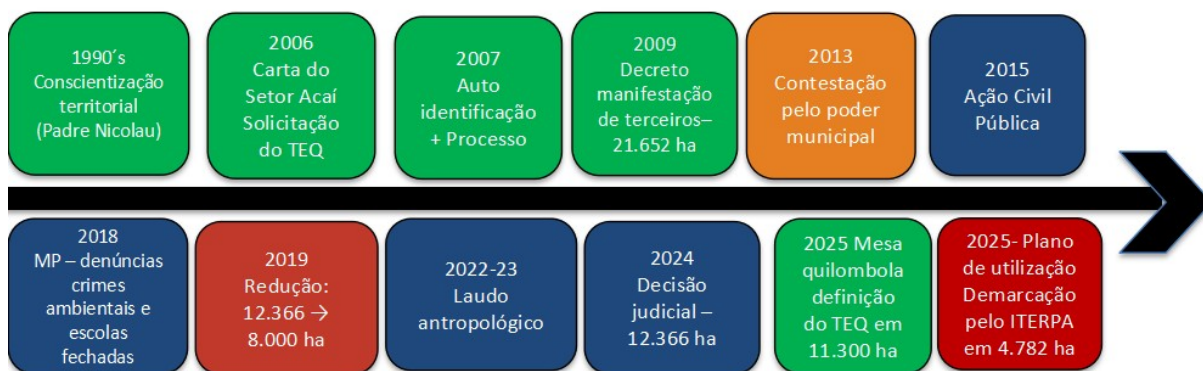 1990´s
Conscientização
territorial
(Padre Nicolau)
2006
Carta do
Setor Acaí
Solicitação
do TEQ
2007
Auto
identificação
+ Processo
2009
Decreto
manifestação
de terceiros–
21.652 ha
2013
Contestação
pelo poder
municipal
2015
Ação Civil
Pública
2018
MP – denúncias
crimes
ambientais e
escolas
fechadas
2019
Redução:
12.366 →
8.000 ha
2022-23
Laudo
antropológico
2024
Decisão
judicial –
12.366 ha
2025 Mesa
quilombola
definição
do TEQ em
11.300 ha
2025- Plano
de utilização
Demarcação
pelo ITERPA
em 4.782 ha